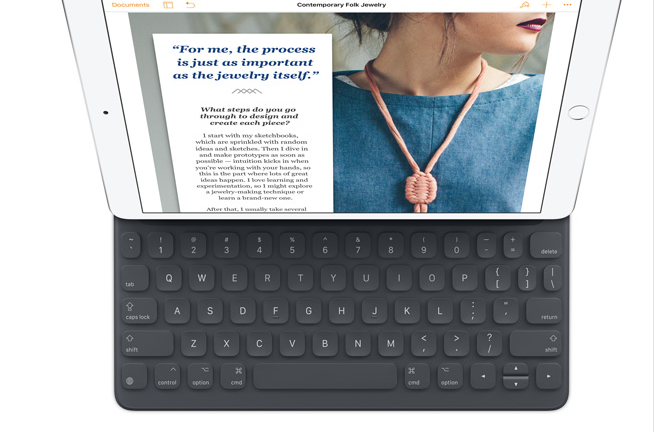 Documents Contemporary Folk Jewelry
“For me, the process
is just as important
as the jewelry itself.”
What steps do you go
through to design and
create each piece?
I start with my sketchbooks,
which are sprinkled with random
ideas and sketches. Then I dive in
and make prototypes as soon as
possible — intuition kicks in when
you're working with your hands, so
this is the part where lots of great
ideas happen. I love learning and
experimentation, so I might explore
a jewelry-making technique or
learn a brand-new one.
After that, I usually take several
~ ! @ # $ % ^ & * ( ) — + delete
` 1 2 3 4 5 6 7 8 9 0 - =
tab Q W E R T Y U I O P { [ } ] | \
caps lock A S D F G H J K L : ; " ' return
shift Z X C V B N M < , > . ? / shift
control option cmd cmd option